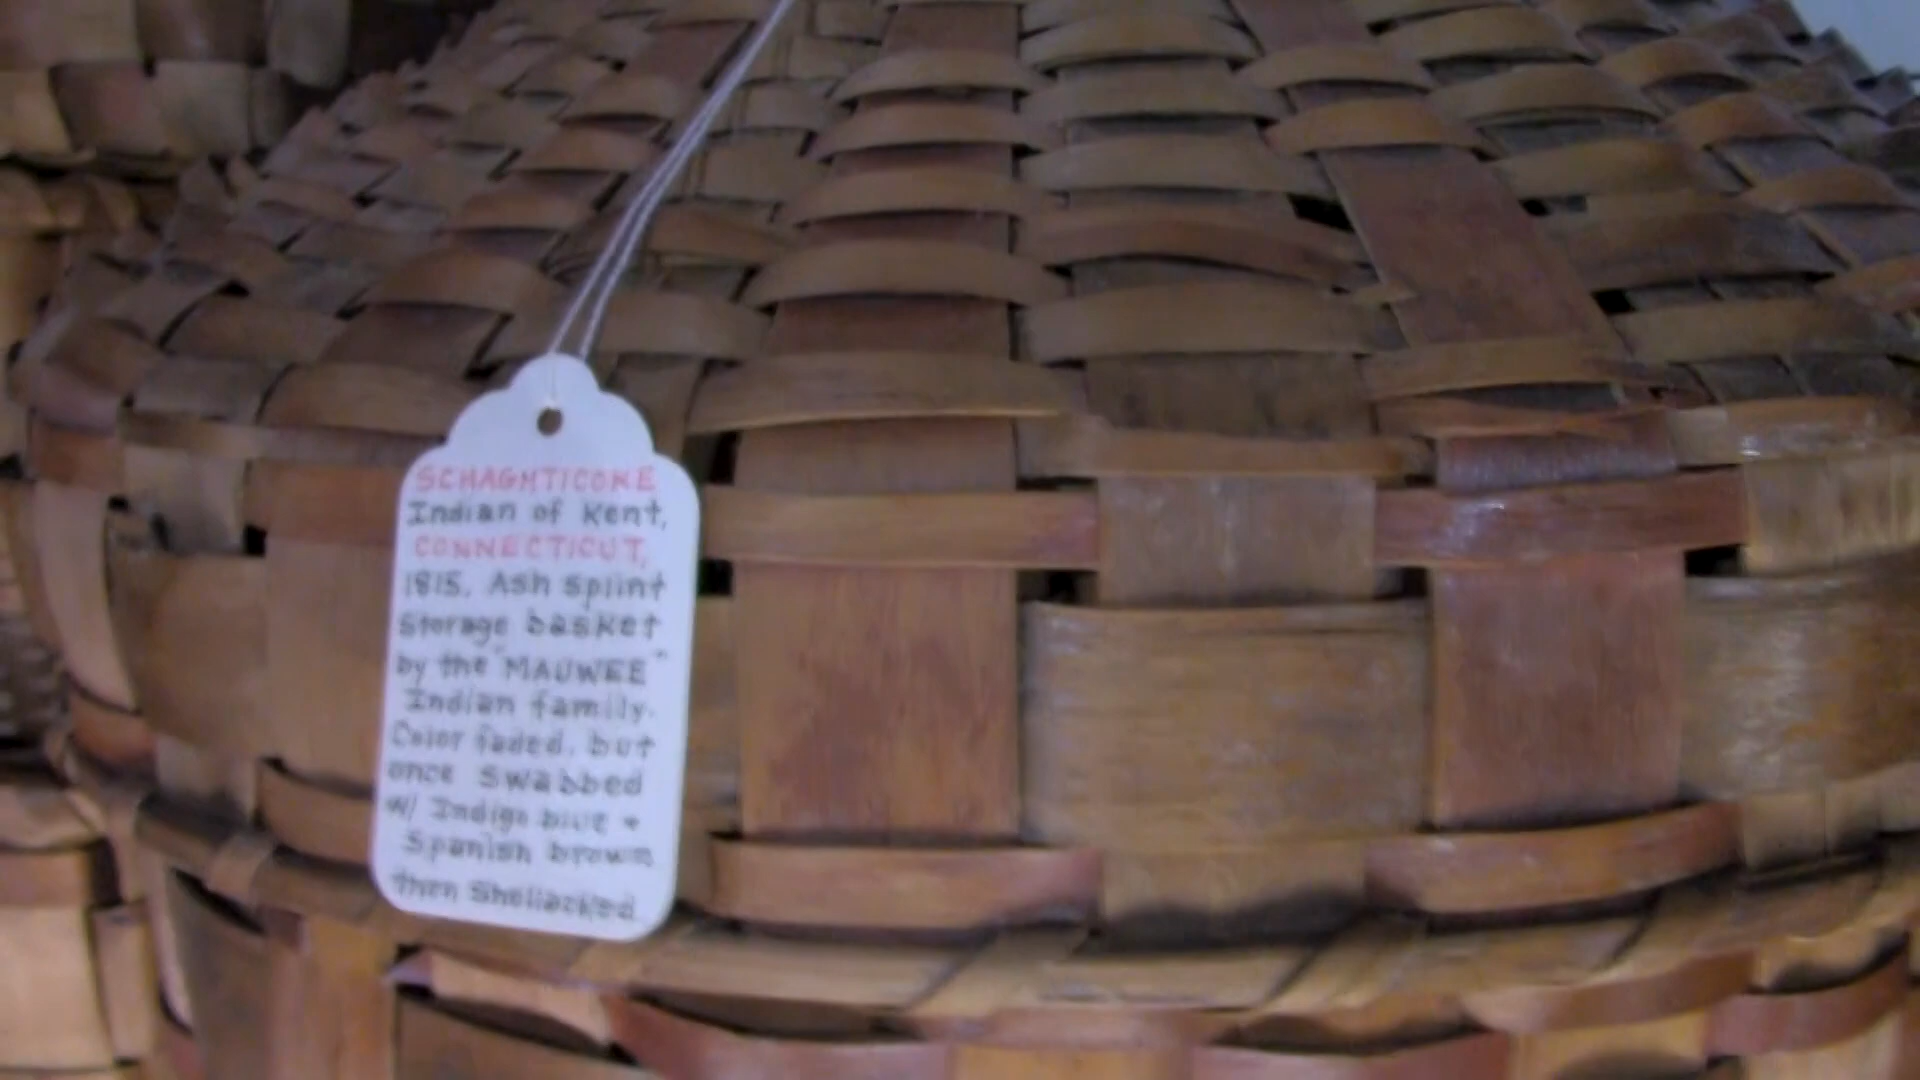 SCHAGHTICOKE
Indian of Kent,
CONNECTICUT,
1815. Ash splint
storage basket
by the "MAUWEE"
Indian family.
Color faded, but
once swabbed
w/ Indigo blue +
Spanish brown
then Shellacked